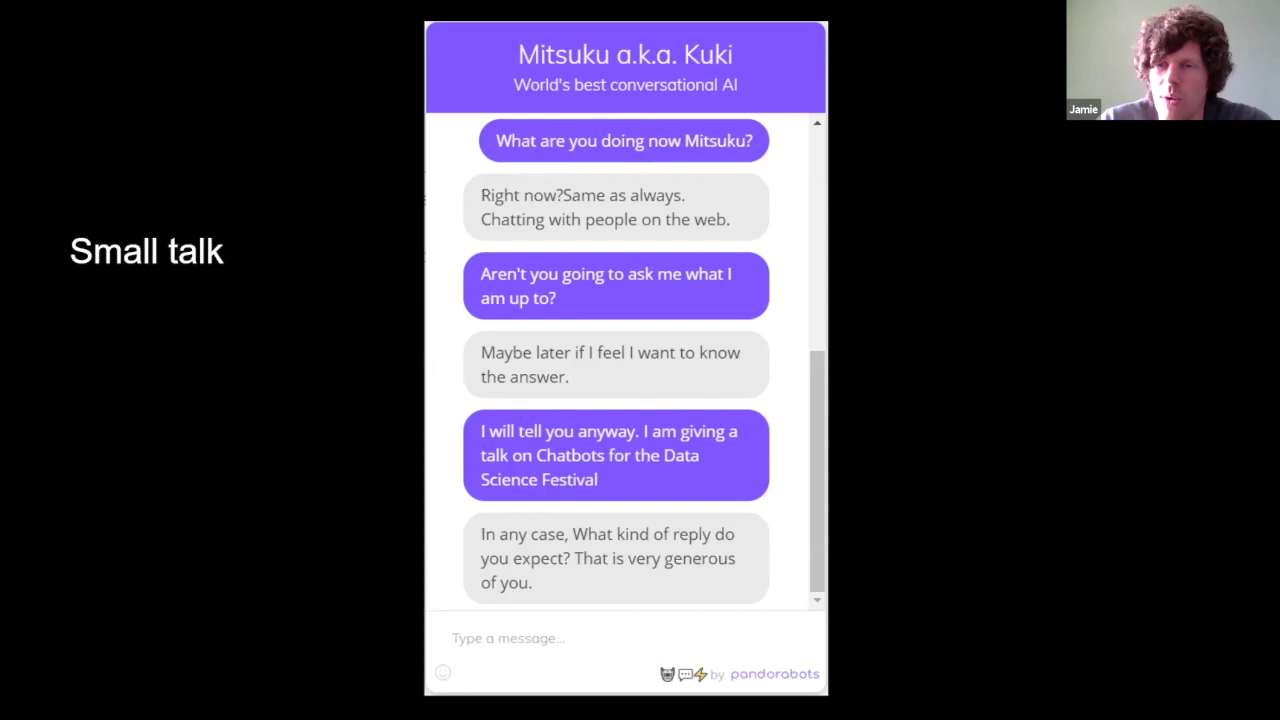 Mitsuku a.k.a. Kuki
World's best conversational AI
Jamie
What are you doing now Mitsuku?
Right now?Same as always.
Chatting with people on the web.
Small talk
Aren't you going to ask me what I
am up to?
Maybe later if I feel I want to know
the answer.
I will tell you anyway. I am giving a
talk on Chatbots for the Data
Science Festival
In any case, What kind of reply do
you expect? That is very generous
of you.
Type a message...
by pandorabots